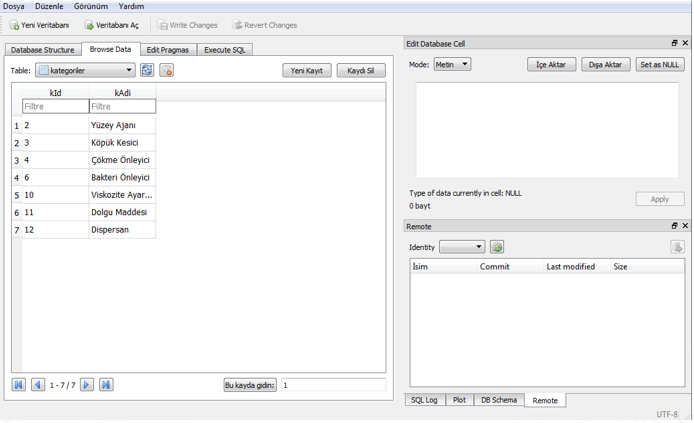 Dosya Düzenle Görünüm Yardım
Yeni Veritabanı Veritabanı Aç Write Changes Revert Changes
Database Structure Browse Data Edit Pragmas Execute SQL
Table: kategoriler Yeni Kayıt Kaydı Sil
kId kAdi
Filtre Filtre
1 2 Yüzey Ajanı
2 3 Köpük Kesici
3 4 Çökme Önleyici
4 6 Bakteri Önleyici
5 10 Viskozite Ayar...
6 11 Dolgu Maddesi
7 12 Dispersan
1 - 7 / 7 Bu kayda gidin: 1
Edit Database Cell
Mode: Metin İçe Aktar Dışa Aktar Set as NULL
Type of data currently in cell: NULL
0 bayt
Apply
Remote
Identity
İsim Commit Last modified Size
SQL Log Plot DB Schema Remote
UTF-8